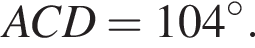 ACD = 104°.